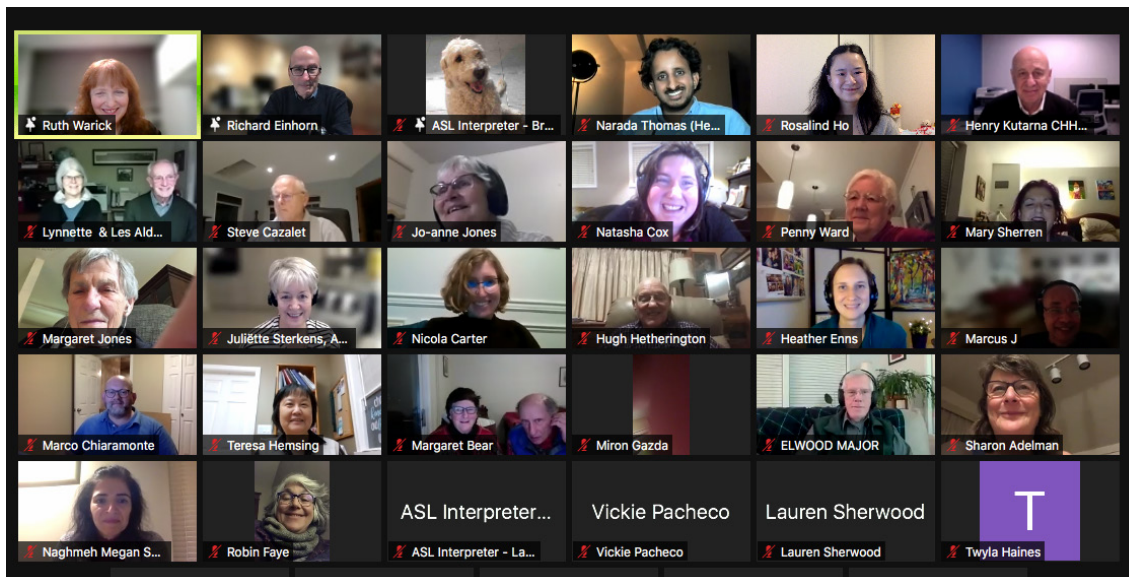 Ruth Warick
Richard Einhorn
ASL Interpreter - Br...
Narada Thomas (He...
Rosalind Ho
Henry Kutarna CHH...
Lynnette & Les Ald...
Steve Cazalet
Jo-anne Jones
Natasha Cox
Penny Ward
Mary Sherren
Margaret Jones
Juliëtte Sterkens, A...
Nicola Carter
Hugh Hetherington
Heather Enns
Marcus J
Marco Chiaramonte
Teresa Hemsing
Margaret Bear
Miron Gazda
ELWOOD MAJOR
Sharon Adelman
Naghmeh Megan S...
Robin Faye
ASL Interpreter...
ASL Interpreter - La...
Vickie Pacheco
Vickie Pacheco
Lauren Sherwood
Lauren Sherwood
T
Twyla Haines